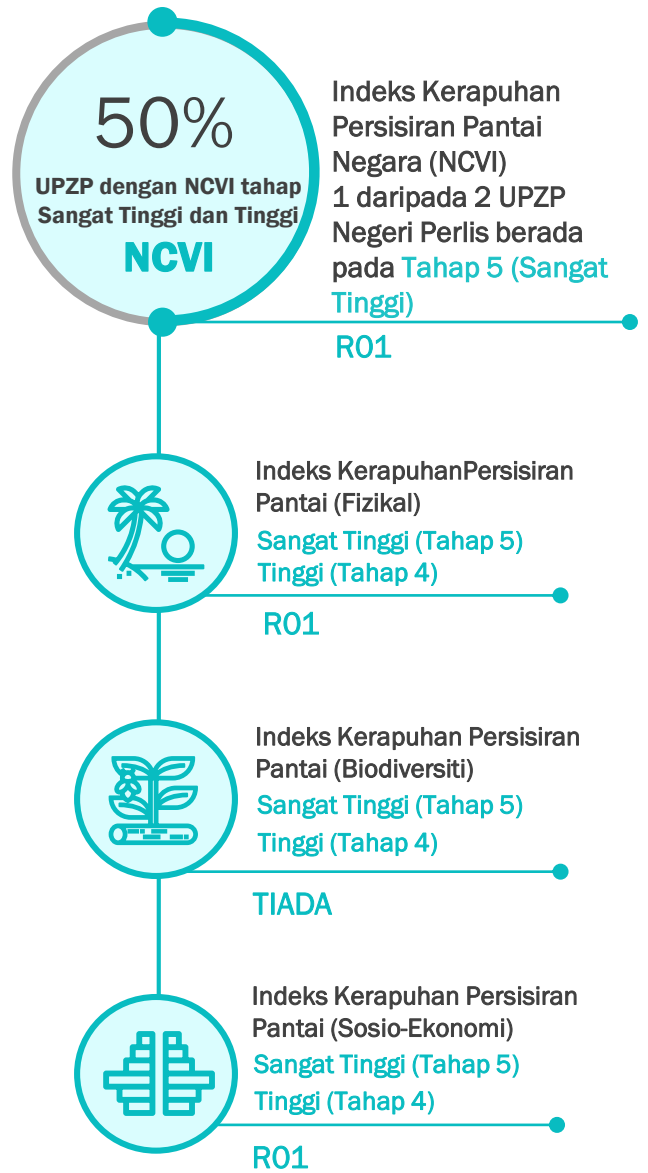 50%
UPZP dengan NCVI tahap
Sangat Tinggi dan Tinggi
NCVI
Indeks Kerapuhan
Persisiran Pantai
Negara (NCVI)
1 daripada 2 UPZP
Negeri Perlis berada
pada Tahap 5 (Sangat
Tinggi)
R01
Indeks KerapuhanPersisiran
Pantai (Fizikal)
Sangat Tinggi (Tahap 5)
Tinggi (Tahap 4)
R01
Indeks Kerapuhan Persisiran
Pantai (Biodiversiti)
Sangat Tinggi (Tahap 5)
Tinggi (Tahap 4)
TIADA
Indeks Kerapuhan Persisiran
Pantai (Sosio-Ekonomi)
Sangat Tinggi (Tahap 5)
Tinggi (Tahap 4)
R01